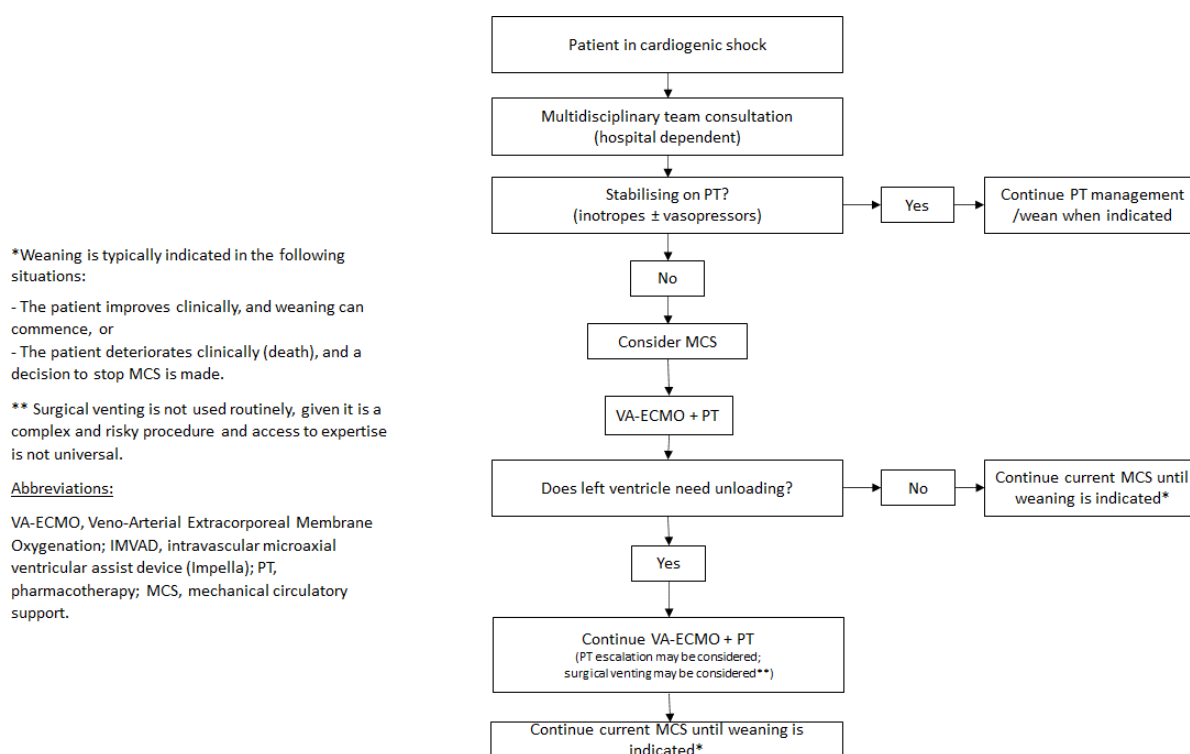 Patient in cardiogenic shock
Multidisciplinary team consultation
(hospital dependent)
Stabilising on PT?
(inotropes ± vasopressors)
Yes
Continue PT management
/wean when indicated
No
Consider MCS
VA-ECMO + PT
Does left ventricle need unloading?
No
Continue current MCS until
weaning is indicated*
Yes
Continue VA-ECMO + PT
(PT escalation may be considered;
surgical venting may be considered**)
Continue current MCS until weaning is
indicated*
*Weaning is typically indicated in the following
situations:
- The patient improves clinically, and weaning can
commence, or
- The patient deteriorates clinically (death), and a
decision to stop MCS is made.
** Surgical venting is not used routinely, given it is a
complex and risky procedure and access to expertise
is not universal.
Abbreviations:
VA-ECMO, Veno-Arterial Extracorporeal Membrane
Oxygenation; IMVAD, intravascular microaxial
ventricular assist device (Impella); PT,
pharmacotherapy; MCS, mechanical circulatory
support.